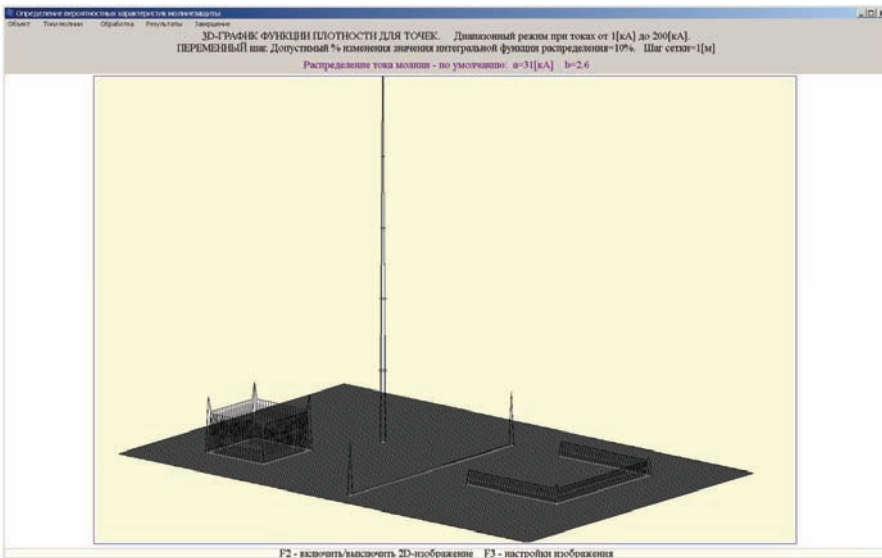 Определение вероятностных характеристик молниезащиты
Объект Токи молнии Обработка Результаты Завершение
3D-ГРАФИК ФУНКЦИИ ПЛОТНОСТИ ДЛЯ ТОЧЕК. Диапазонный режим при токах от 1[кА] до 200[кА].
ПЕРЕМЕННЫЙ шаг. Допустимый % изменения значения интегральной функции распределения=10%. Шаг сетки=1[м]
Распределение тока молнии - по умолчанию: a=31[кА] b=2.6
F2 - включить/выключить 2D-изображение F3 - настройки изображения